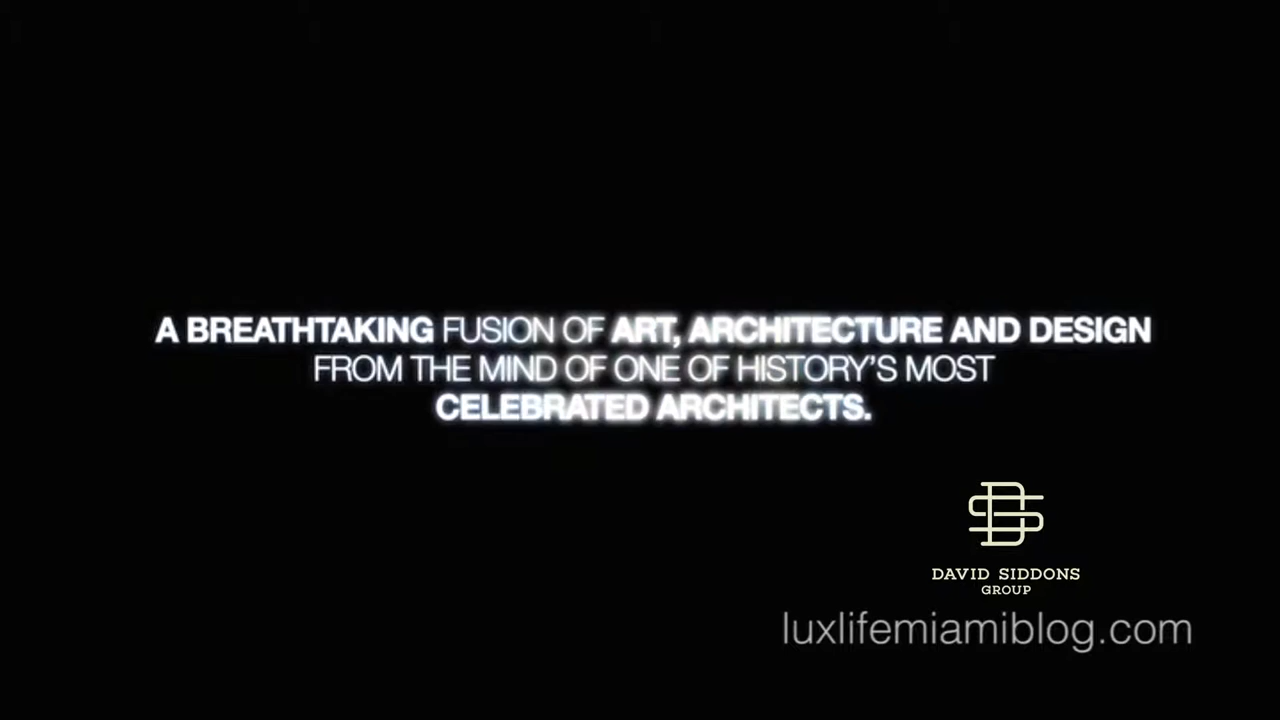 A BREATHTAKING FUSION OF ART, ARCHITECTURE AND DESIGN
FROM THE MIND OF ONE OF HISTORY'S MOST
CELEBRATED ARCHITECTS.
DS
DAVID SIDDONS
GROUP
luxlifemiamiblog.com